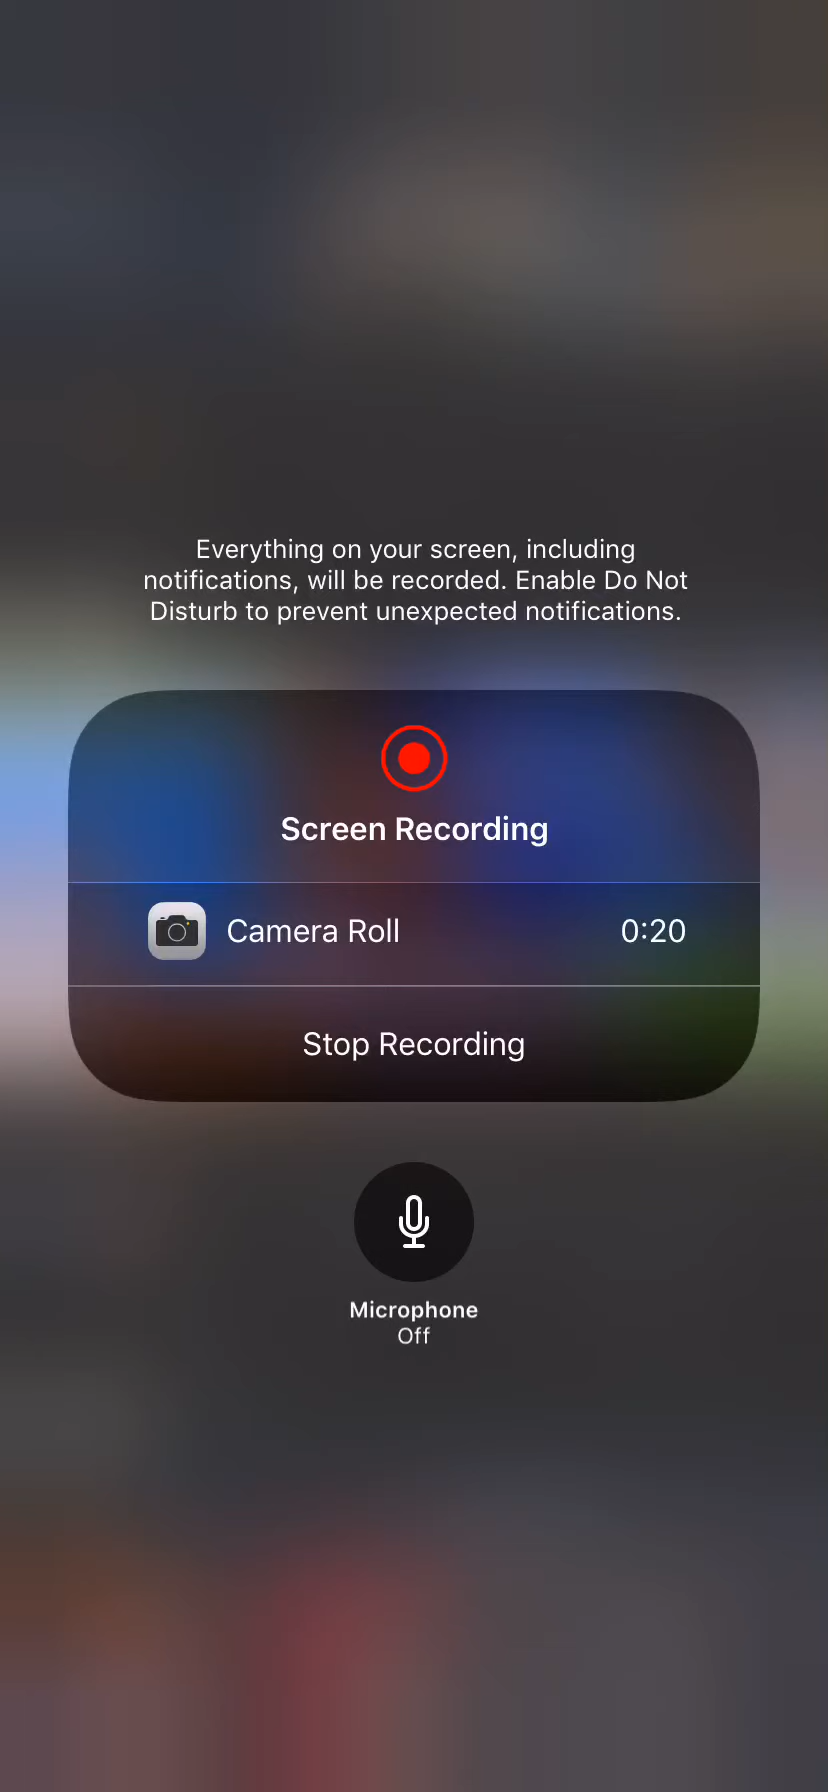 Everything on your screen, including
notifications, will be recorded. Enable Do Not
Disturb to prevent unexpected notifications.
Screen Recording
Camera Roll 0:20
Stop Recording
Microphone
Off